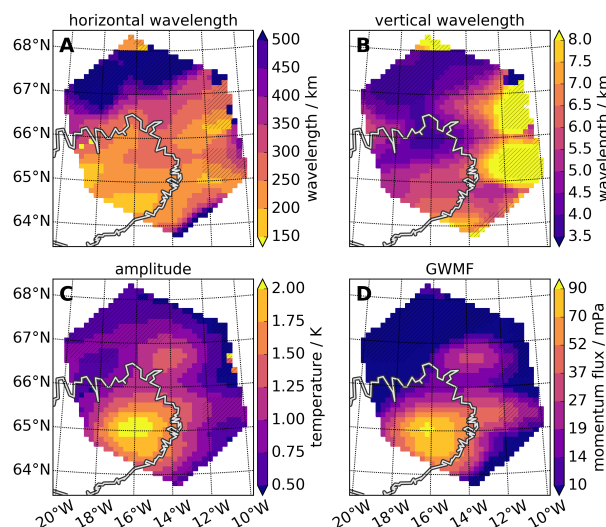 horizontal wavelength
vertical wavelength
A
B
68°N
67°N
66°N
65°N
64°N
500
450
400
350
300
250
200
150
wavelength / km
8.0
7.5
7.0
6.5
6.0
5.5
5.0
4.5
4.0
3.5
wavelength / km
amplitude
GWMF
C
D
68°N
67°N
66°N
65°N
64°N
2.00
1.75
1.50
1.25
1.00
0.75
0.50
temperature / K
90
70
52
37
27
19
14
10
momentum flux / mPa
20°W
18°W
16°W
14°W
12°W
10°W
20°W
18°W
16°W
14°W
12°W
10°W